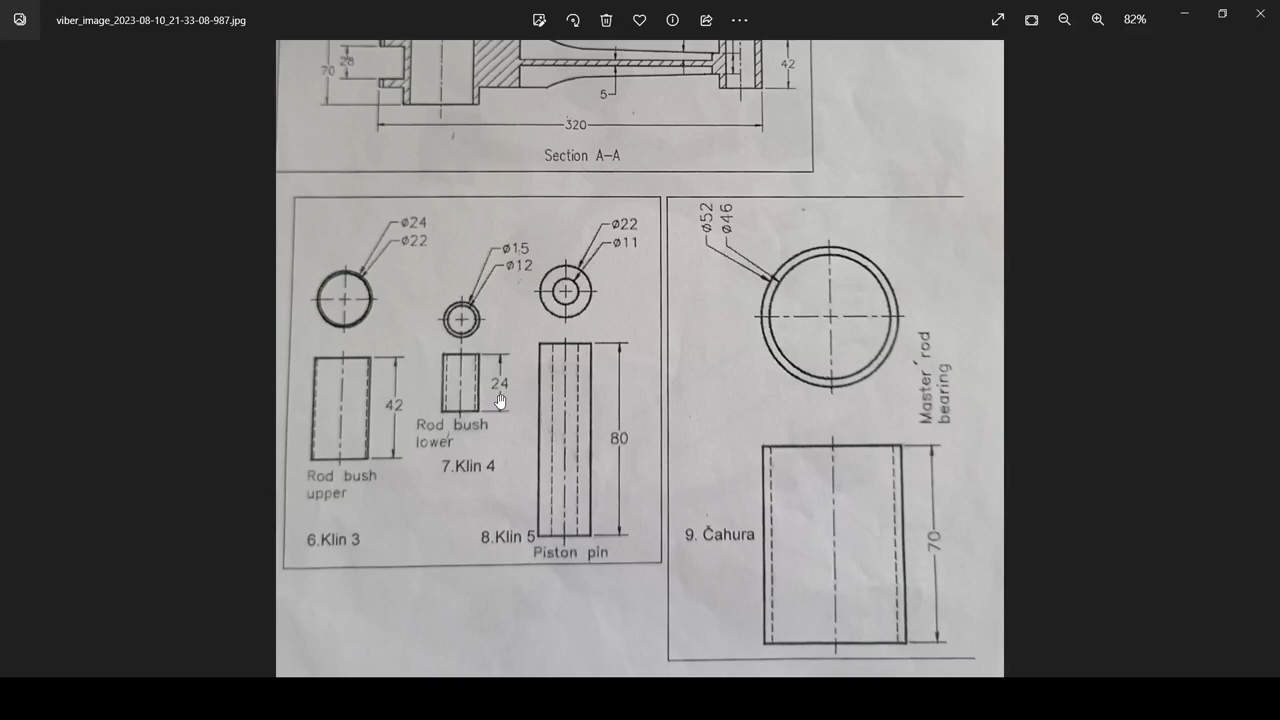 viber_image_2023-08-10_21-33-08-987.jpg
82%
70
28
5
42
320
Section A-A
ø24
ø22
ø15
ø12
ø22
ø11
ø52
ø46
42
24
80
Rod bush
upper
Rod bush
lower
7.Klin 4
6.Klin 3
8.Klin 5
Piston pin
Master rod
bearing
9. Čahura
70